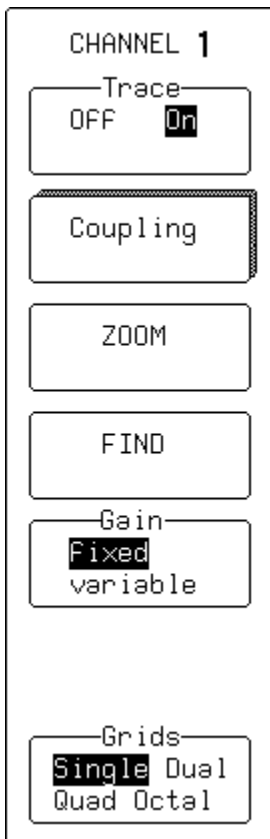 CHANNEL 1
Trace
OFF On
Coupling
ZOOM
FIND
Gain
Fixed
variable
Grids
Single Dual
Quad Octal